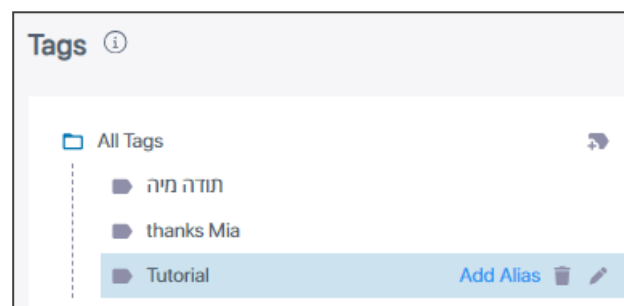 Tags
All Tags
תודה מיה
thanks Mia
Tutorial Add Alias